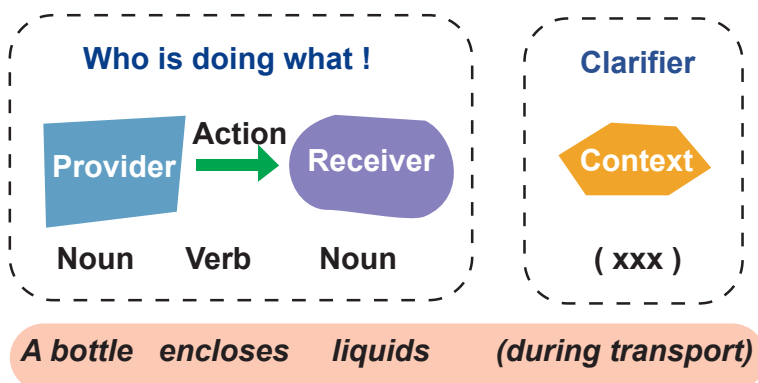 Who is doing what !
Clarifier
Action
Provider
Receiver
Context
Noun Verb Noun
( xxx )
A bottle encloses liquids (during transport)